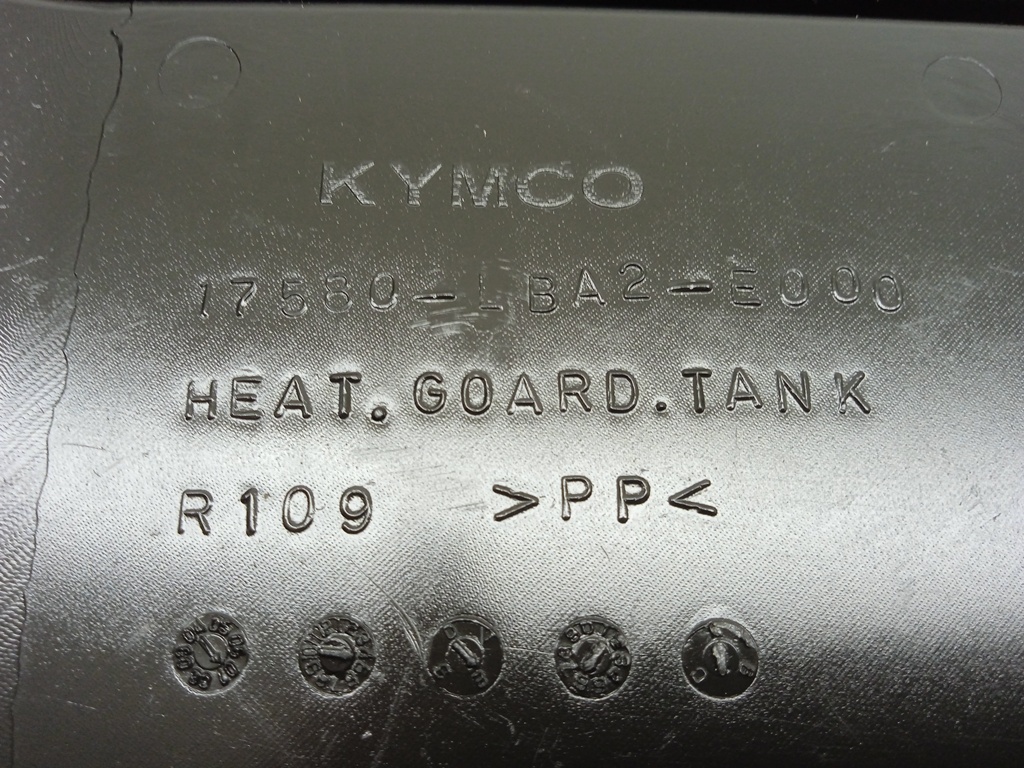 KYMCO
17580-LBA2-E000
HEAT.GOARD.TANK
R109 >PP<